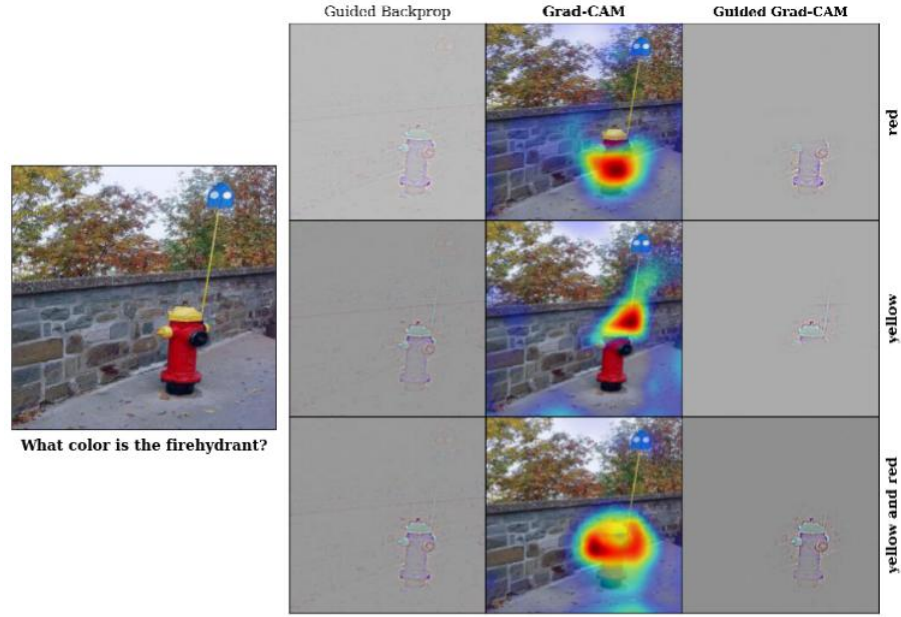 Guided Backprop
Grad-CAM
Guided Grad-CAM
red
What color is the firehydrant?
yellow
yellow and red